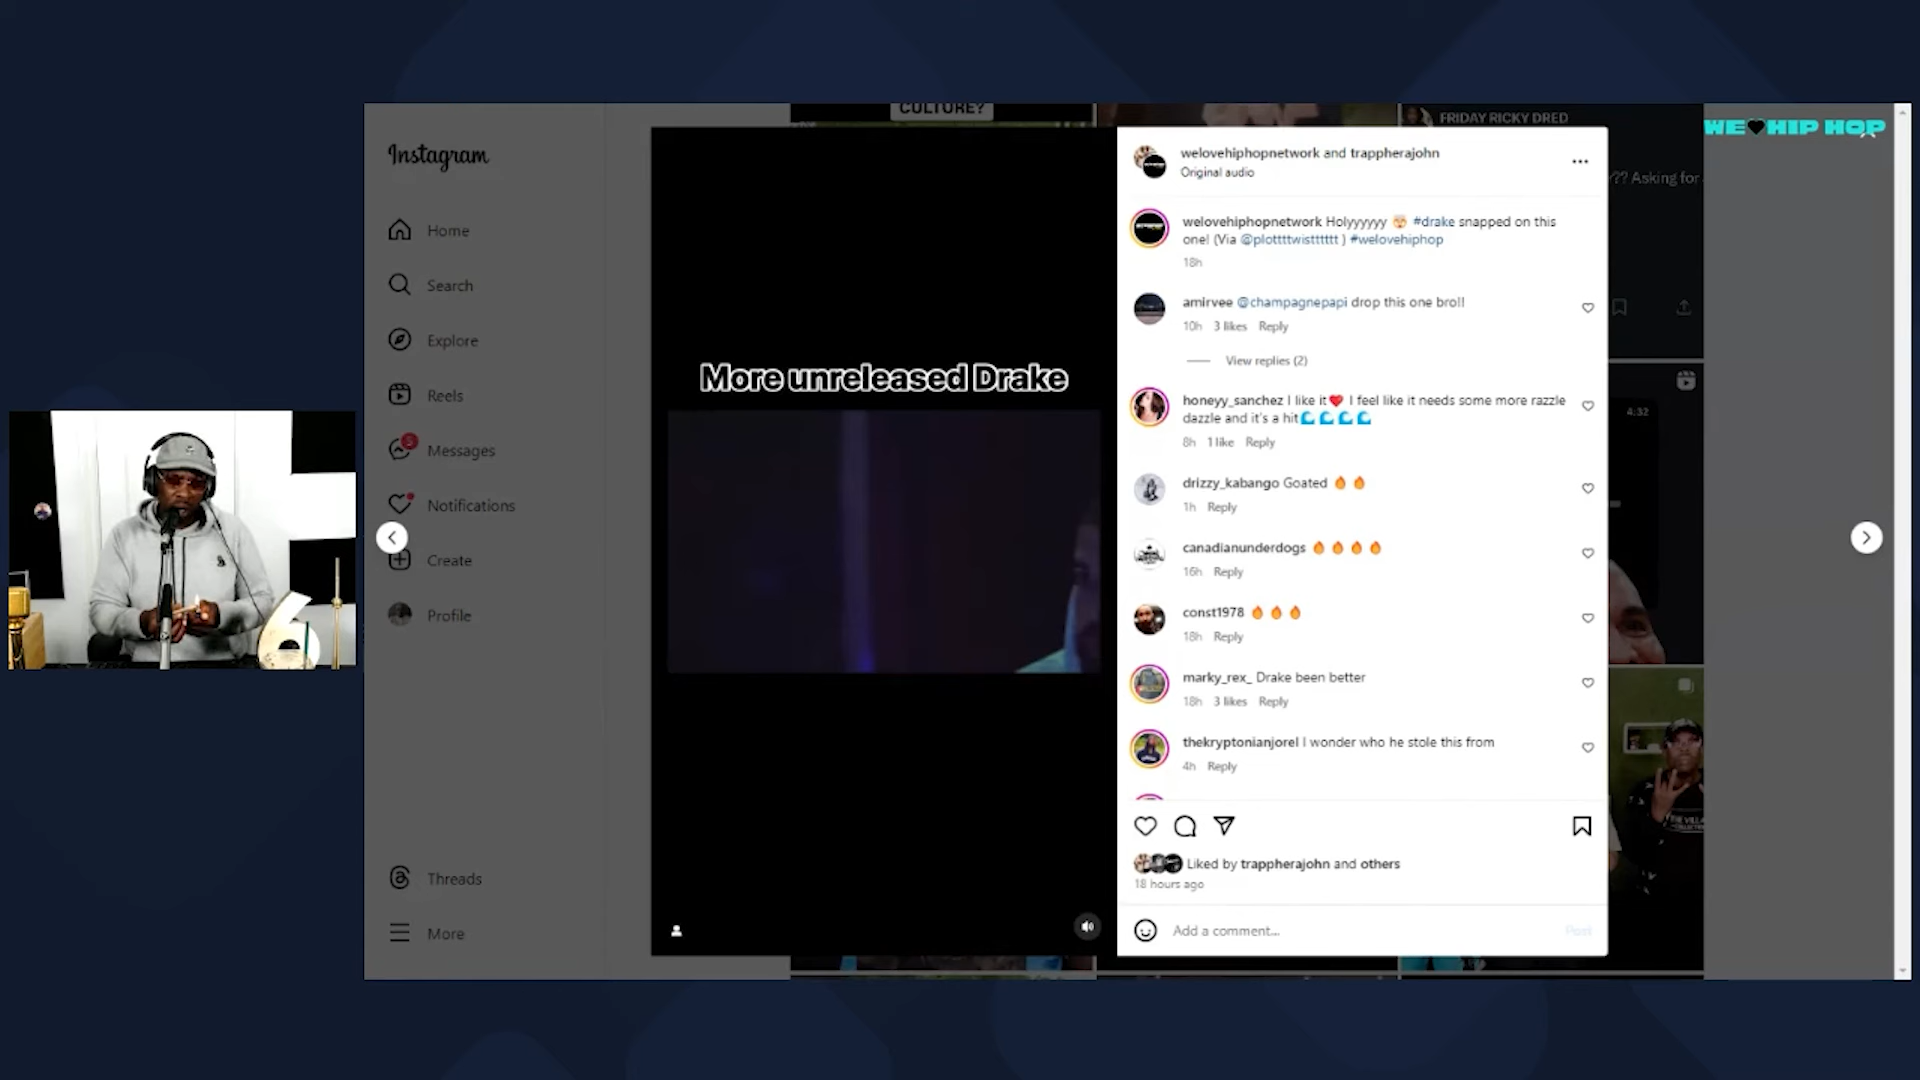 CULTURE?
FRIDAY RICKY DRED
WE HIP HOP
Instagram
?? Asking for
Home
Search
Explore
Reels
3
Messages
Notifications
Create
Profile
Threads
More
More unreleased Drake
welovehiphopnetwork and trappherajohn
Original audio
welovehiphopnetwork Holyyyyyy 🤯 #drake snapped on this
one! (Via @plottttwistttttt ) #welovehiphop
18h
amirvee @champagnepapi drop this one bro!!
10h 3 likes Reply
View replies (2)
honeyy_sanchez I like it❤️ I feel like it needs some more razzle
dazzle and it's a hit🌊🌊🌊🌊
8h 1 like Reply
drizzy_kabango Goated 🔥 🔥
1h Reply
canadianunderdogs 🔥 🔥 🔥 🔥
16h Reply
const1978 🔥 🔥 🔥
18h Reply
marky_rex_ Drake been better
18h 3 likes Reply
thekryptonianjorel I wonder who he stole this from
4h Reply
Liked by trappherajohn and others
18 hours ago
Add a comment...
Post
4:32
6
THE VILLA